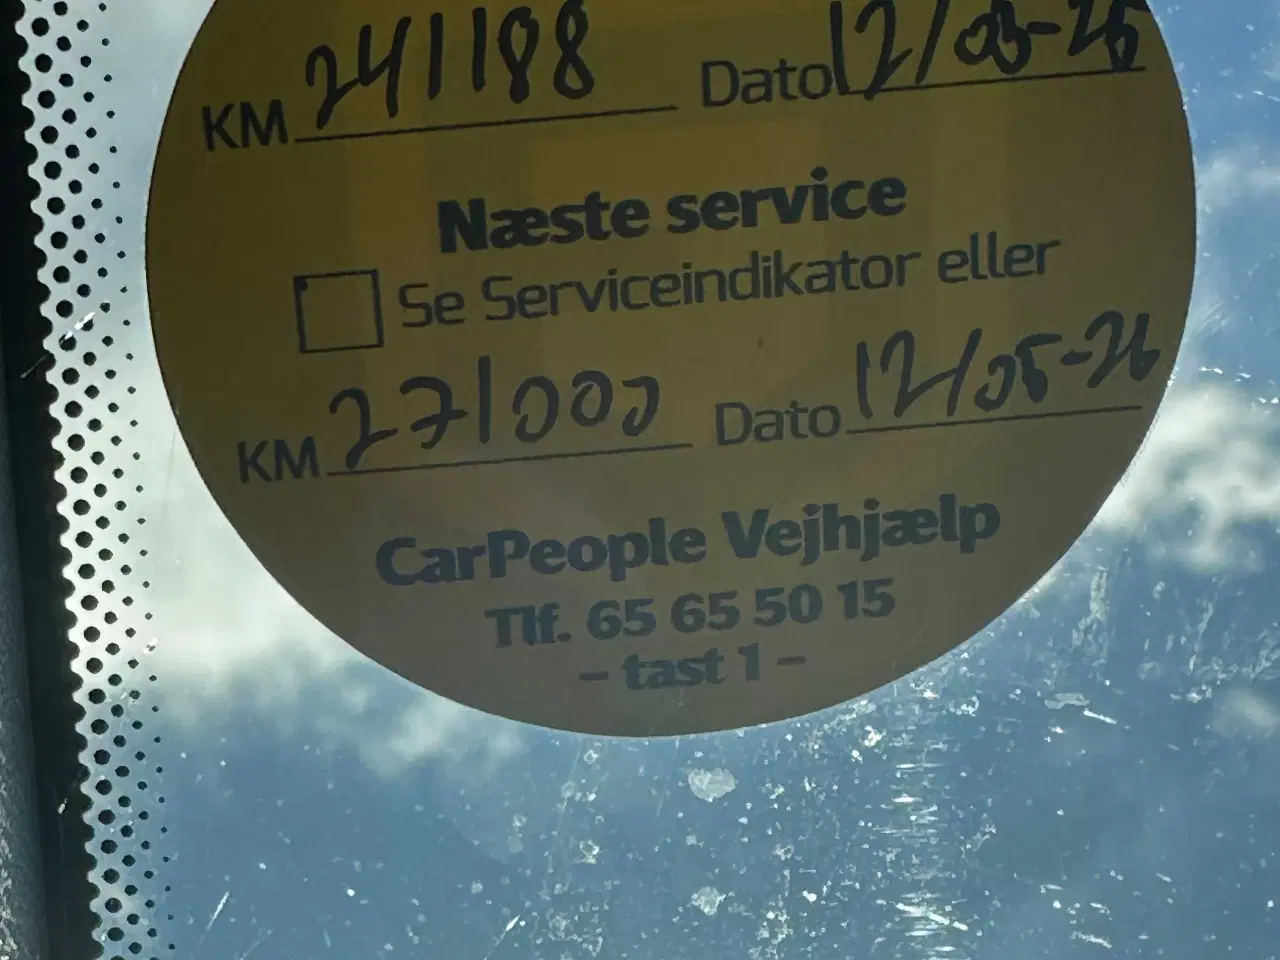 KM 241188 Dato 12/05-25
Næste service
Se Serviceindikator eller
KM 271000 Dato 12/05-26
CarPeople Vejhjælp
Tlf. 65 65 50 15
- tast 1 -